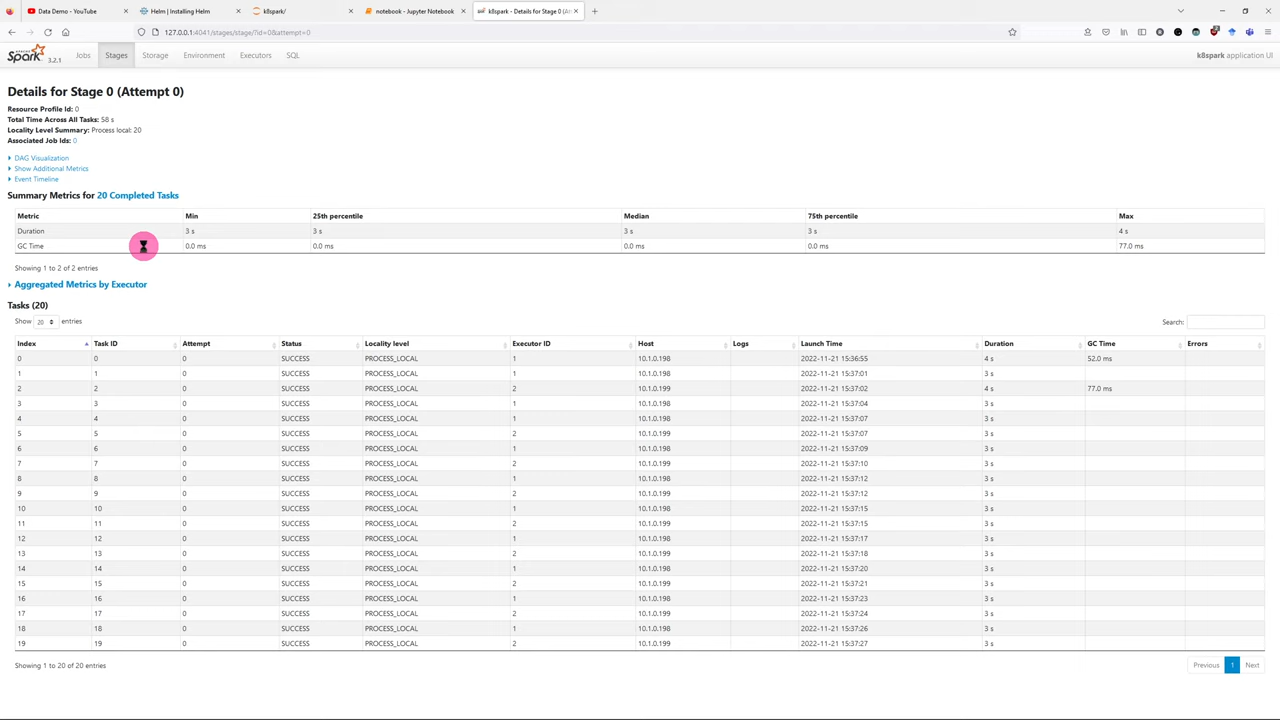 Data Demo - YouTube
Helm | Installing Helm
k8spark/
notebook - Jupyter Notebook
k8spark - Details for Stage 0 (Att
127.0.0.1:4041/stages/stage/?id=0&attempt=0
APACHE Spark 3.2.1 Jobs Stages Storage Environment Executors SQL k8spark application UI
Details for Stage 0 (Attempt 0)
Resource Profile Id: 0
Total Time Across All Tasks: 58 s
Locality Level Summary: Process local: 20
Associated Job Ids: 0
DAG Visualization
Show Additional Metrics
Event Timeline
Summary Metrics for 20 Completed Tasks
Metric Min 25th percentile Median 75th percentile Max
Duration 3 s 3 s 3 s 3 s 4 s
GC Time 0.0 ms 0.0 ms 0.0 ms 0.0 ms 77.0 ms
Showing 1 to 2 of 2 entries
Aggregated Metrics by Executor
Tasks (20)
Show 20 entries Search:
Index Task ID Attempt Status Locality level Executor ID Host Logs Launch Time Duration GC Time Errors
0 0 0 SUCCESS PROCESS_LOCAL 1 10.1.0.198 2022-11-21 15:36:55 4 s 52.0 ms
1 1 0 SUCCESS PROCESS_LOCAL 1 10.1.0.198 2022-11-21 15:37:01 3 s
2 2 0 SUCCESS PROCESS_LOCAL 2 10.1.0.199 2022-11-21 15:37:02 4 s 77.0 ms
3 3 0 SUCCESS PROCESS_LOCAL 1 10.1.0.198 2022-11-21 15:37:04 3 s
4 4 0 SUCCESS PROCESS_LOCAL 1 10.1.0.198 2022-11-21 15:37:07 3 s
5 5 0 SUCCESS PROCESS_LOCAL 2 10.1.0.199 2022-11-21 15:37:07 3 s
6 6 0 SUCCESS PROCESS_LOCAL 1 10.1.0.198 2022-11-21 15:37:09 3 s
7 7 0 SUCCESS PROCESS_LOCAL 2 10.1.0.199 2022-11-21 15:37:10 3 s
8 8 0 SUCCESS PROCESS_LOCAL 1 10.1.0.198 2022-11-21 15:37:12 3 s
9 9 0 SUCCESS PROCESS_LOCAL 2 10.1.0.199 2022-11-21 15:37:12 3 s
10 10 0 SUCCESS PROCESS_LOCAL 1 10.1.0.198 2022-11-21 15:37:15 3 s
11 11 0 SUCCESS PROCESS_LOCAL 2 10.1.0.199 2022-11-21 15:37:15 3 s
12 12 0 SUCCESS PROCESS_LOCAL 1 10.1.0.198 2022-11-21 15:37:17 3 s
13 13 0 SUCCESS PROCESS_LOCAL 2 10.1.0.199 2022-11-21 15:37:18 3 s
14 14 0 SUCCESS PROCESS_LOCAL 1 10.1.0.198 2022-11-21 15:37:20 3 s
15 15 0 SUCCESS PROCESS_LOCAL 2 10.1.0.199 2022-11-21 15:37:21 3 s
16 16 0 SUCCESS PROCESS_LOCAL 1 10.1.0.198 2022-11-21 15:37:23 3 s
17 17 0 SUCCESS PROCESS_LOCAL 2 10.1.0.199 2022-11-21 15:37:24 3 s
18 18 0 SUCCESS PROCESS_LOCAL 1 10.1.0.198 2022-11-21 15:37:26 3 s
19 19 0 SUCCESS PROCESS_LOCAL 2 10.1.0.199 2022-11-21 15:37:27 3 s
Showing 1 to 20 of 20 entries Previous 1 Next